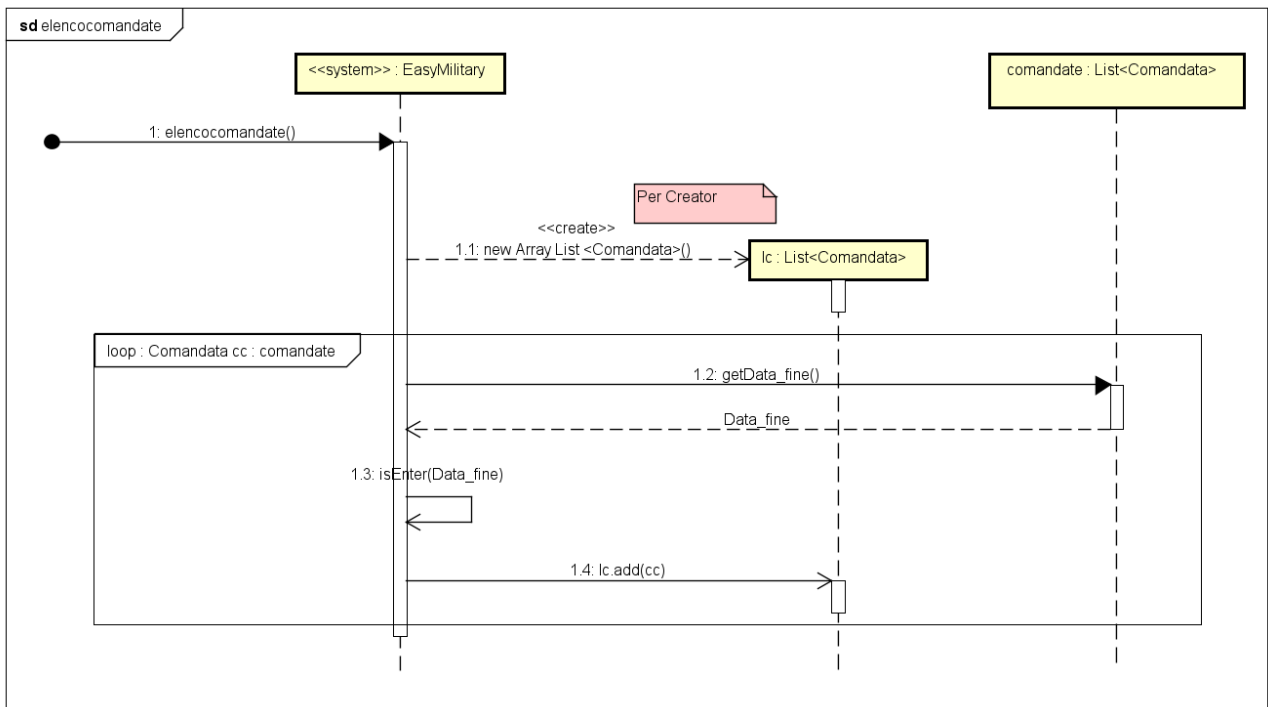 sd elencocomandate
<<system>> : EasyMilitary
comandate : List<Comandata>
1: elencocomandate()
Per Creator
<<create>>
1.1: new Array List <Comandata>()
lc : List<Comandata>
loop : Comandata cc : comandate
1.2: getData_fine()
Data_fine
1.3: isEnter(Data_fine)
1.4: lc.add(cc)